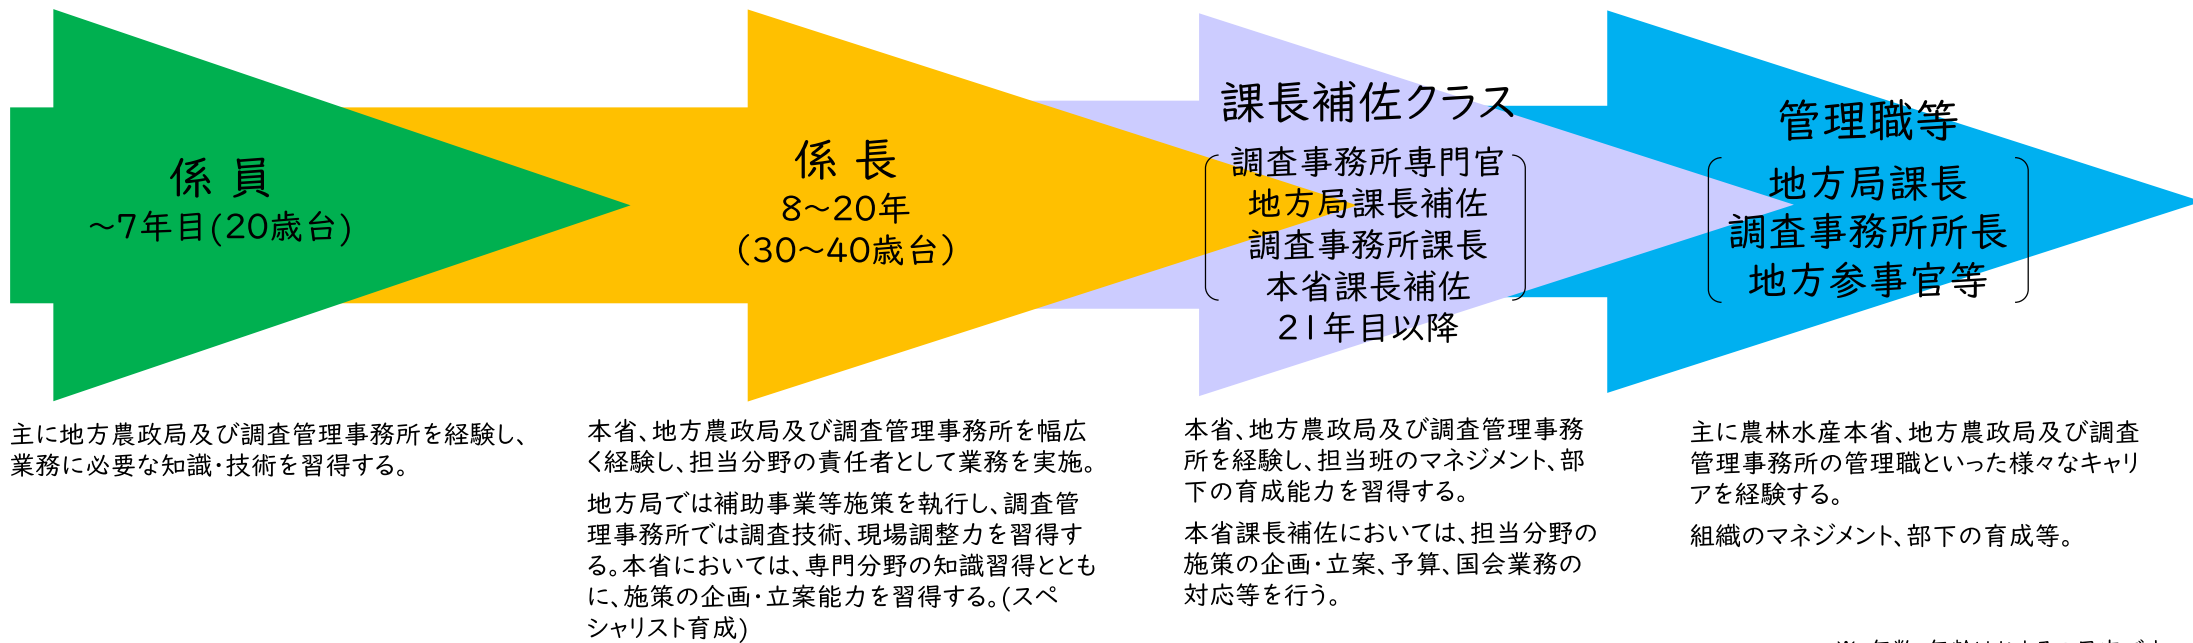 係 員
～7年目(20歳台)
係 長
8～20年
（30～40歳台）
課長補佐クラス
調査事務所専門官
地方局課長補佐
調査事務所課長
本省課長補佐
21年目以降
管理職等
地方局課長
調査事務所所長
地方参事官等
主に地方農政局及び調査管理事務所を経験し、
業務に必要な知識・技術を習得する。
本省、地方農政局及び調査管理事務所を幅広
く経験し、担当分野の責任者として業務を実施。
地方局では補助事業等施策を執行し、調査管
理事務所では調査技術、現場調整力を習得す
る。本省においては、専門分野の知識習得ととも
に、施策の企画・立案能力を習得する。(スペ
シャリスト育成)
本省、地方農政局及び調査管理事務
所を経験し、担当班のマネジメント、部
下の育成能力を習得する。
本省課長補佐においては、担当分野の
施策の企画・立案、予算、国会業務の
対応等を行う。
主に農林水産本省、地方農政局及び調査
管理事務所の管理職といった様々なキャリ
アを経験する。
組織のマネジメント、部下の育成等。